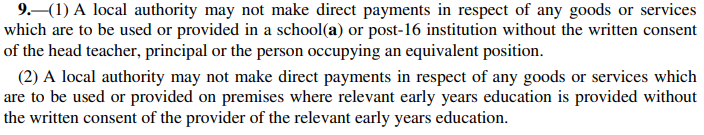 9.—(1) A local authority may not make direct payments in respect of any goods or services
which are to be used or provided in a school(a) or post-16 institution without the written consent
of the head teacher, principal or the person occupying an equivalent position.
(2) A local authority may not make direct payments in respect of any goods or services which
are to be used or provided on premises where relevant early years education is provided without
the written consent of the provider of the relevant early years education.